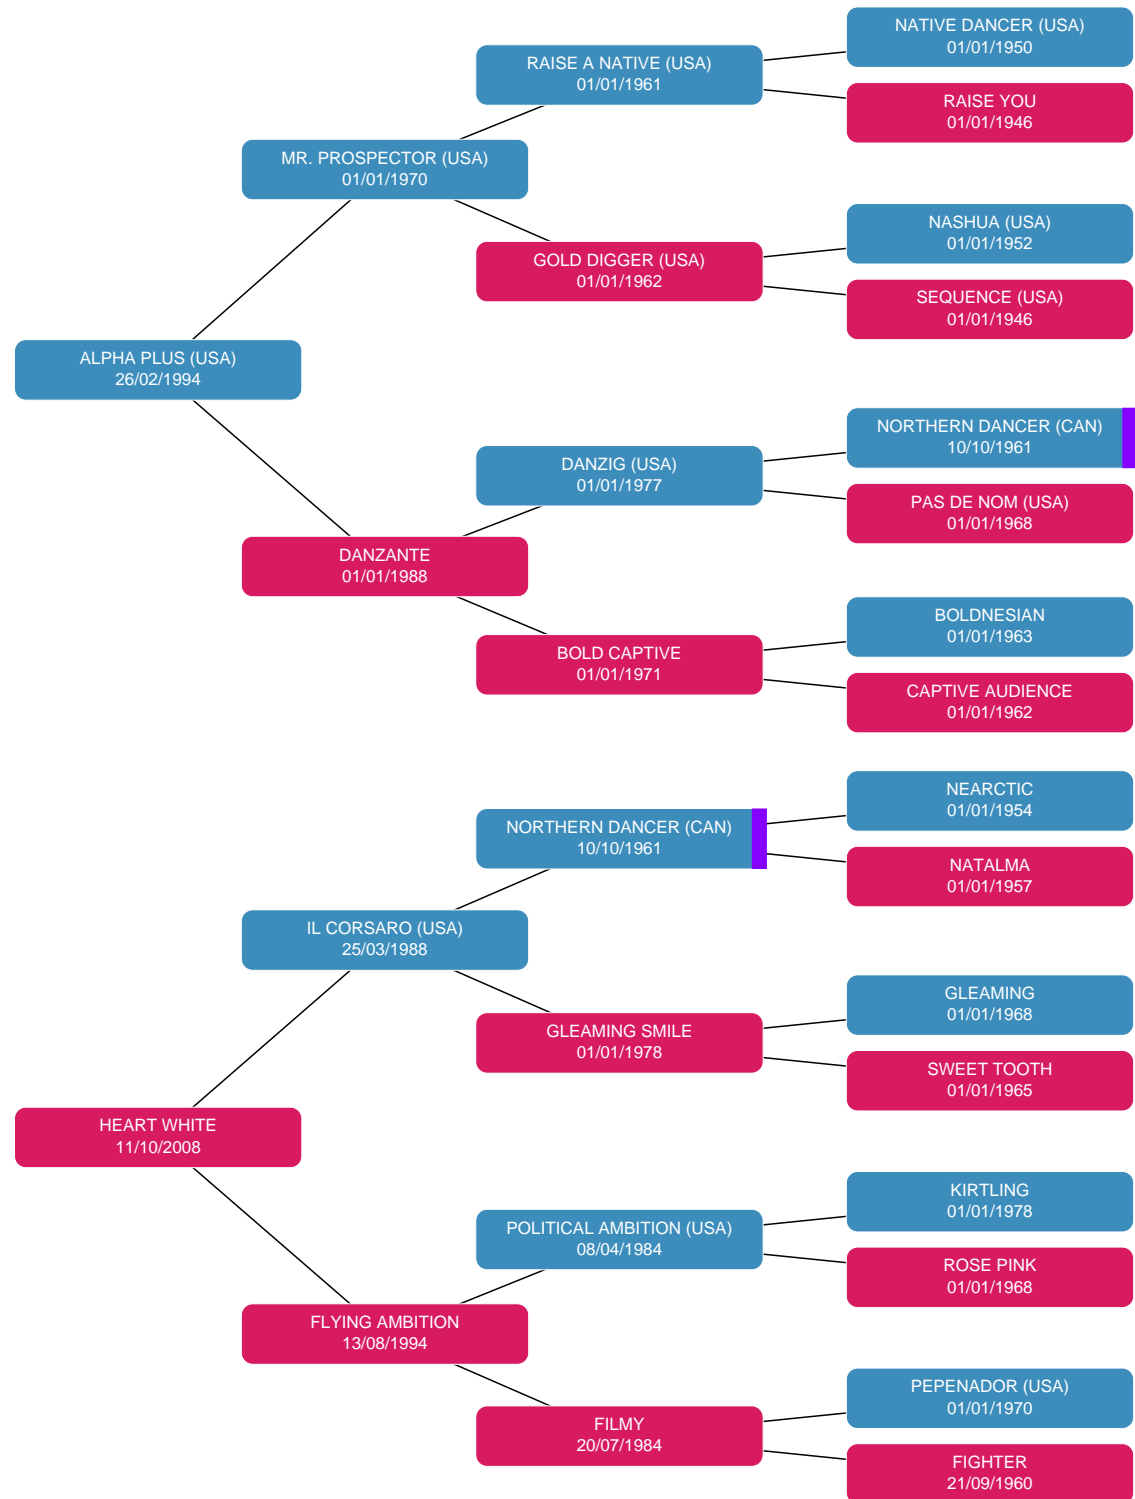 NATIVE DANCER (USA)
01/01/1950
RAISE A NATIVE (USA)
01/01/1961
RAISE YOU
01/01/1946
MR. PROSPECTOR (USA)
01/01/1970
NASHUA (USA)
01/01/1952
GOLD DIGGER (USA)
01/01/1962
SEQUENCE (USA)
01/01/1946
ALPHA PLUS (USA)
26/02/1994
NORTHERN DANCER (CAN)
10/10/1961
DANZIG (USA)
01/01/1977
PAS DE NOM (USA)
01/01/1968
DANZANTE
01/01/1988
BOLDNESIAN
01/01/1963
BOLD CAPTIVE
01/01/1971
CAPTIVE AUDIENCE
01/01/1962
NEARCTIC
01/01/1954
NORTHERN DANCER (CAN)
10/10/1961
NATALMA
01/01/1957
IL CORSARO (USA)
25/03/1988
GLEAMING
01/01/1968
GLEAMING SMILE
01/01/1978
SWEET TOOTH
01/01/1965
HEART WHITE
11/10/2008
KIRTLING
01/01/1978
POLITICAL AMBITION (USA)
08/04/1984
ROSE PINK
01/01/1968
FLYING AMBITION
13/08/1994
PEPENADOR (USA)
01/01/1970
FILMY
20/07/1984
FIGHTER
21/09/1960